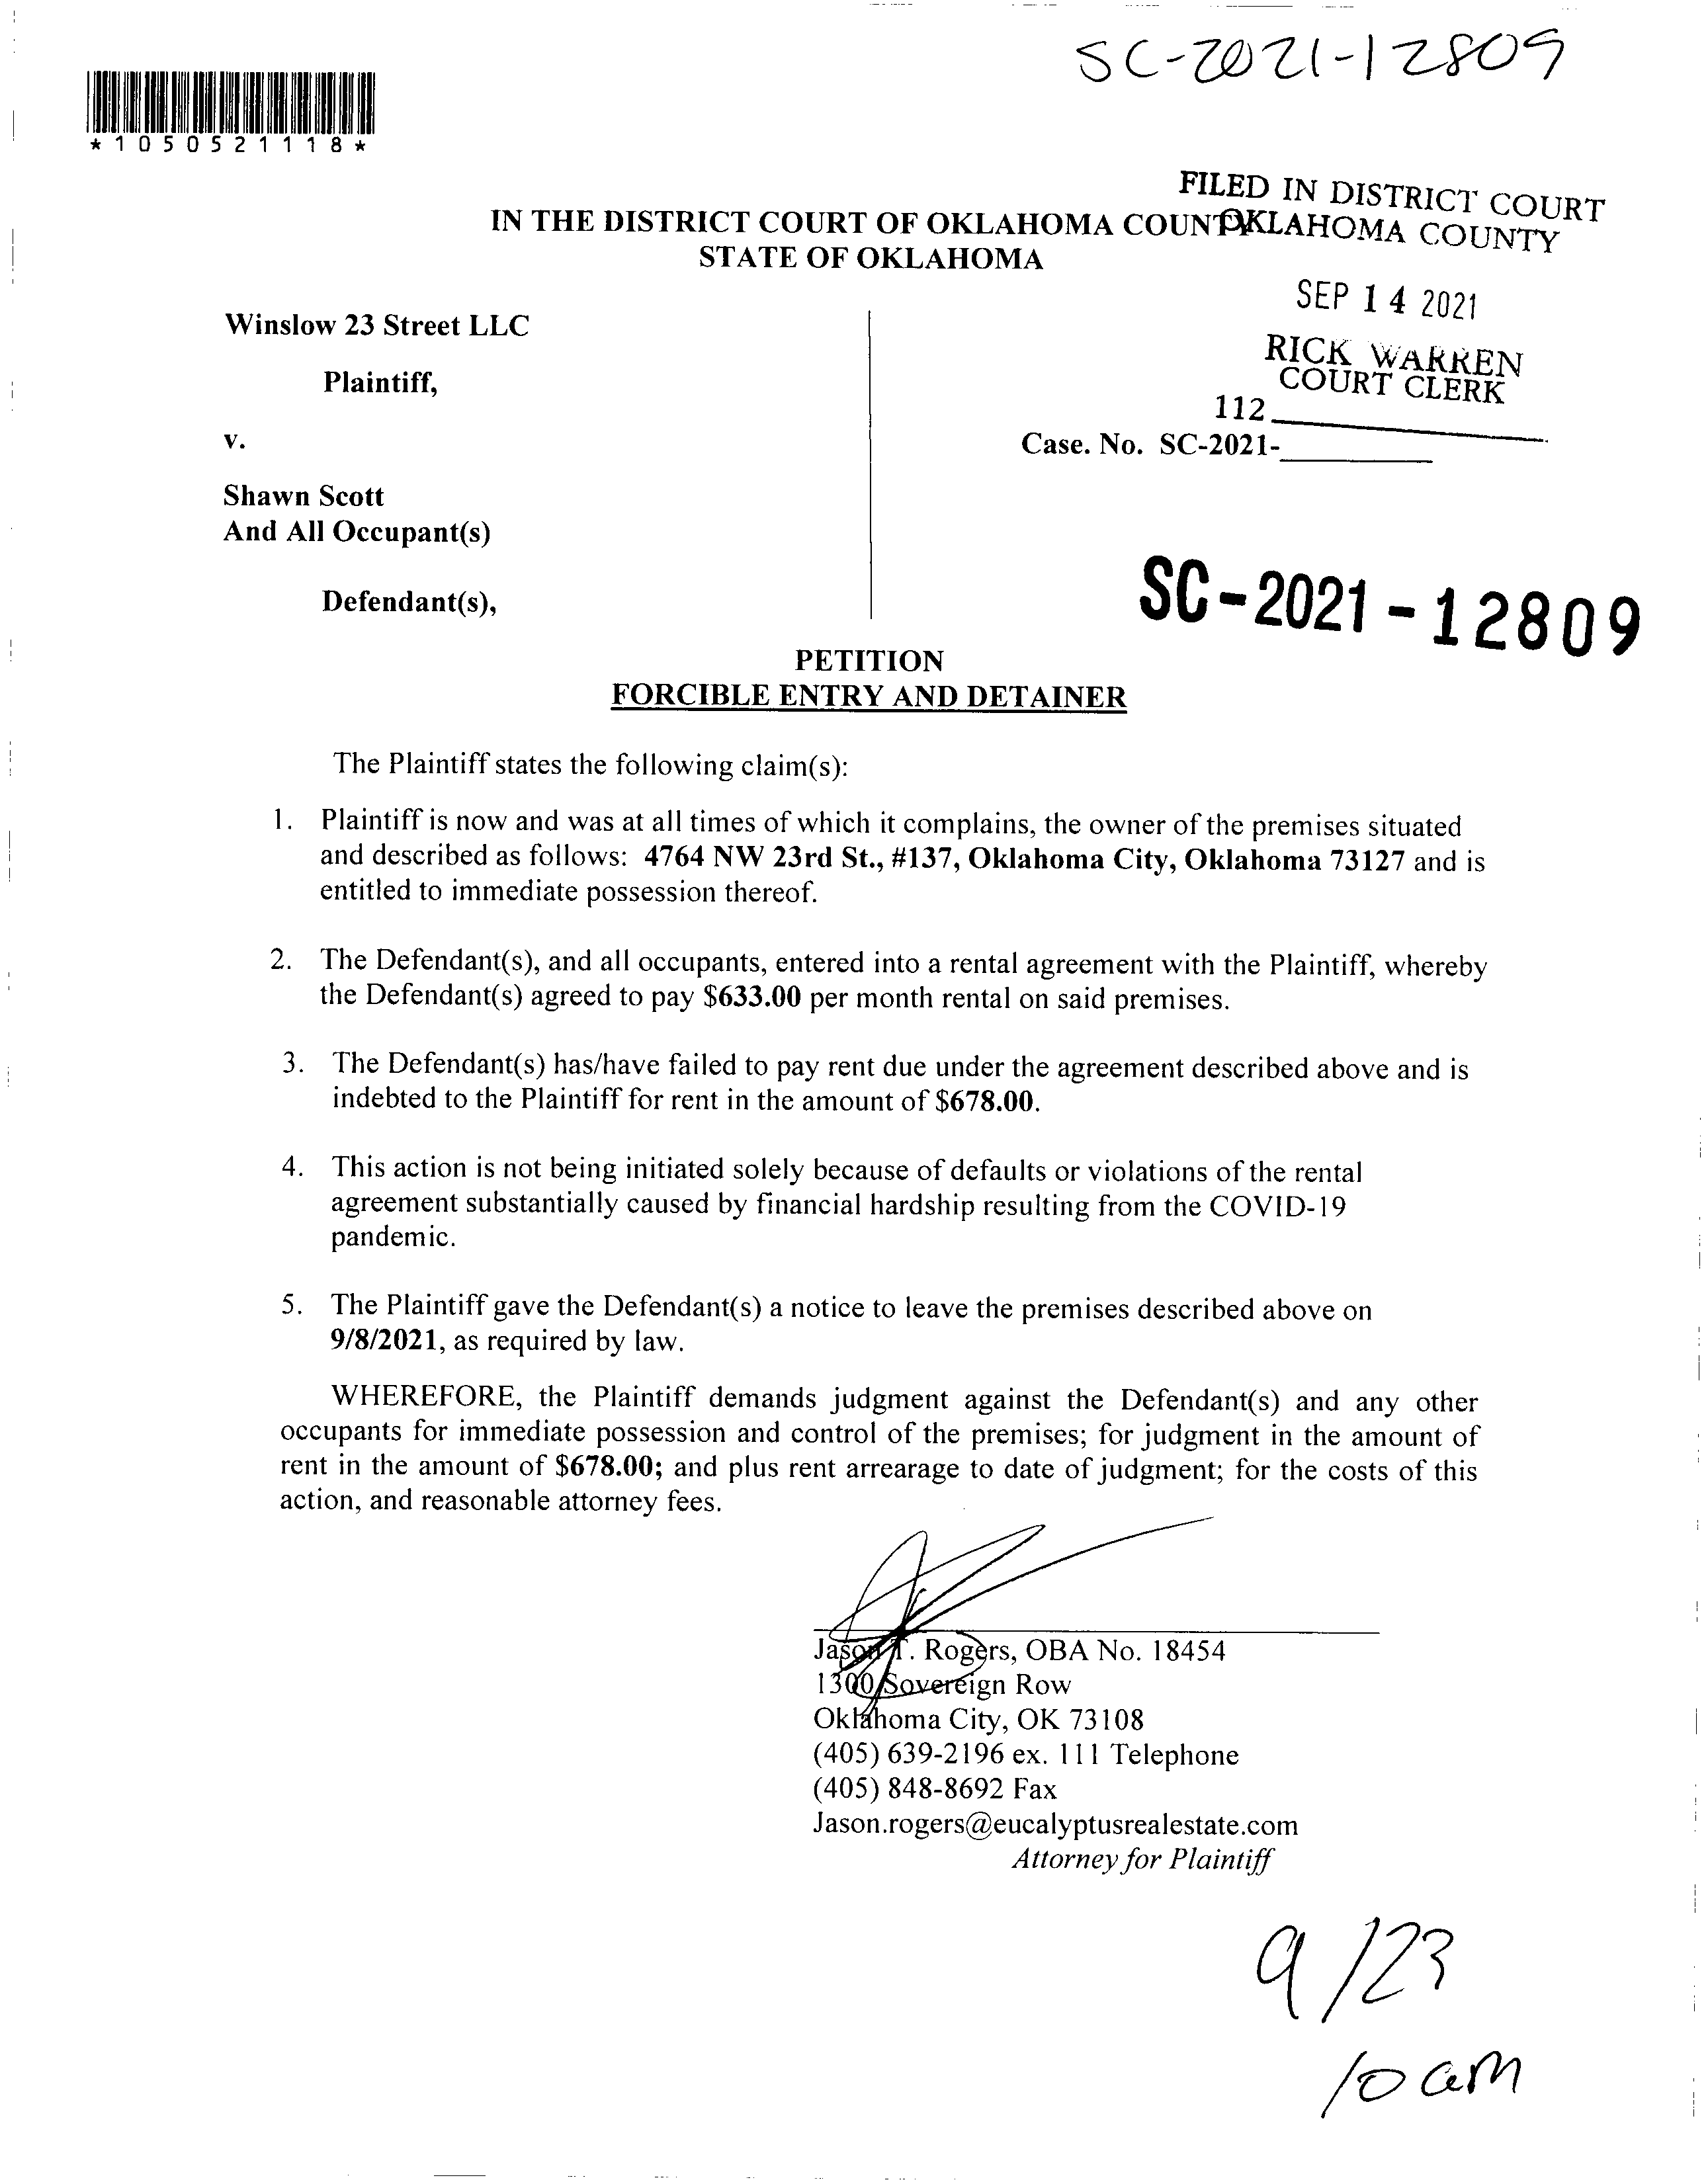 SC-2021-12809
*1050521118*
FILED IN DISTRICT COURT
OKLAHOMA COUNTY
IN THE DISTRICT COURT OF OKLAHOMA COUNTY
STATE OF OKLAHOMA
SEP 14 2021
RICK WARREN
COURT CLERK
112
Winslow 23 Street LLC
Plaintiff,
v.
Case. No. SC-2021-__________
Shawn Scott
And All Occupant(s)
Defendant(s),
SC-2021-12809
PETITION
FORCIBLE ENTRY AND DETAINER
The Plaintiff states the following claim(s):
1. Plaintiff is now and was at all times of which it complains, the owner of the premises situated
and described as follows: 4764 NW 23rd St., #137, Oklahoma City, Oklahoma 73127 and is
entitled to immediate possession thereof.
2. The Defendant(s), and all occupants, entered into a rental agreement with the Plaintiff, whereby
the Defendant(s) agreed to pay $633.00 per month rental on said premises.
3. The Defendant(s) has/have failed to pay rent due under the agreement described above and is
indebted to the Plaintiff for rent in the amount of $678.00.
4. This action is not being initiated solely because of defaults or violations of the rental
agreement substantially caused by financial hardship resulting from the COVID-19
pandemic.
5. The Plaintiff gave the Defendant(s) a notice to leave the premises described above on
9/8/2021, as required by law.
WHEREFORE, the Plaintiff demands judgment against the Defendant(s) and any other
occupants for immediate possession and control of the premises; for judgment in the amount of
rent in the amount of $678.00; and plus rent arrearage to date of judgment; for the costs of this
action, and reasonable attorney fees.
Jason T. Rogers, OBA No. 18454
1300 Sovereign Row
Oklahoma City, OK 73108
(405) 639-2196 ex. 111 Telephone
(405) 848-8692 Fax
Jason.rogers@eucalyptusrealestate.com
Attorney for Plaintiff
9/23
10 am